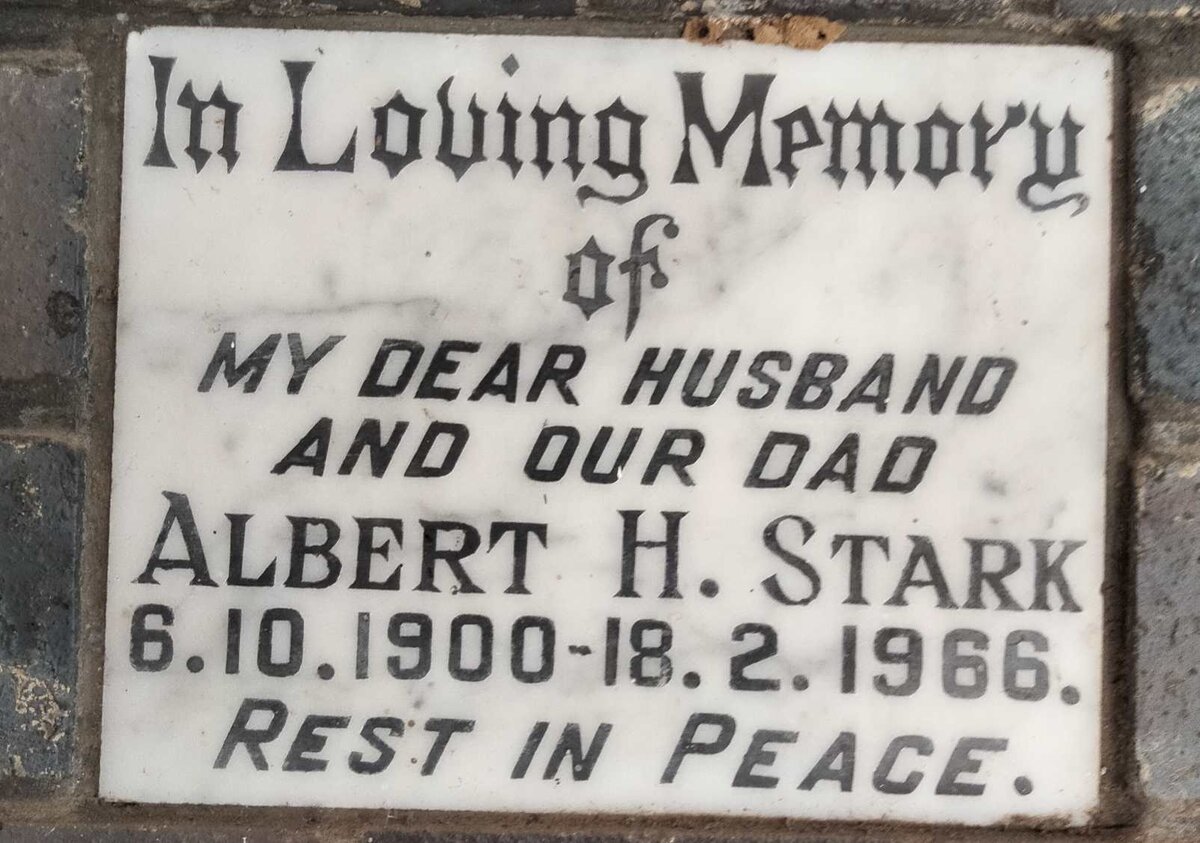 In Loving Memory
of
MY DEAR HUSBAND
AND OUR DAD
ALBERT H. STARK
6.10.1900-18.2.1966.
REST IN PEACE.